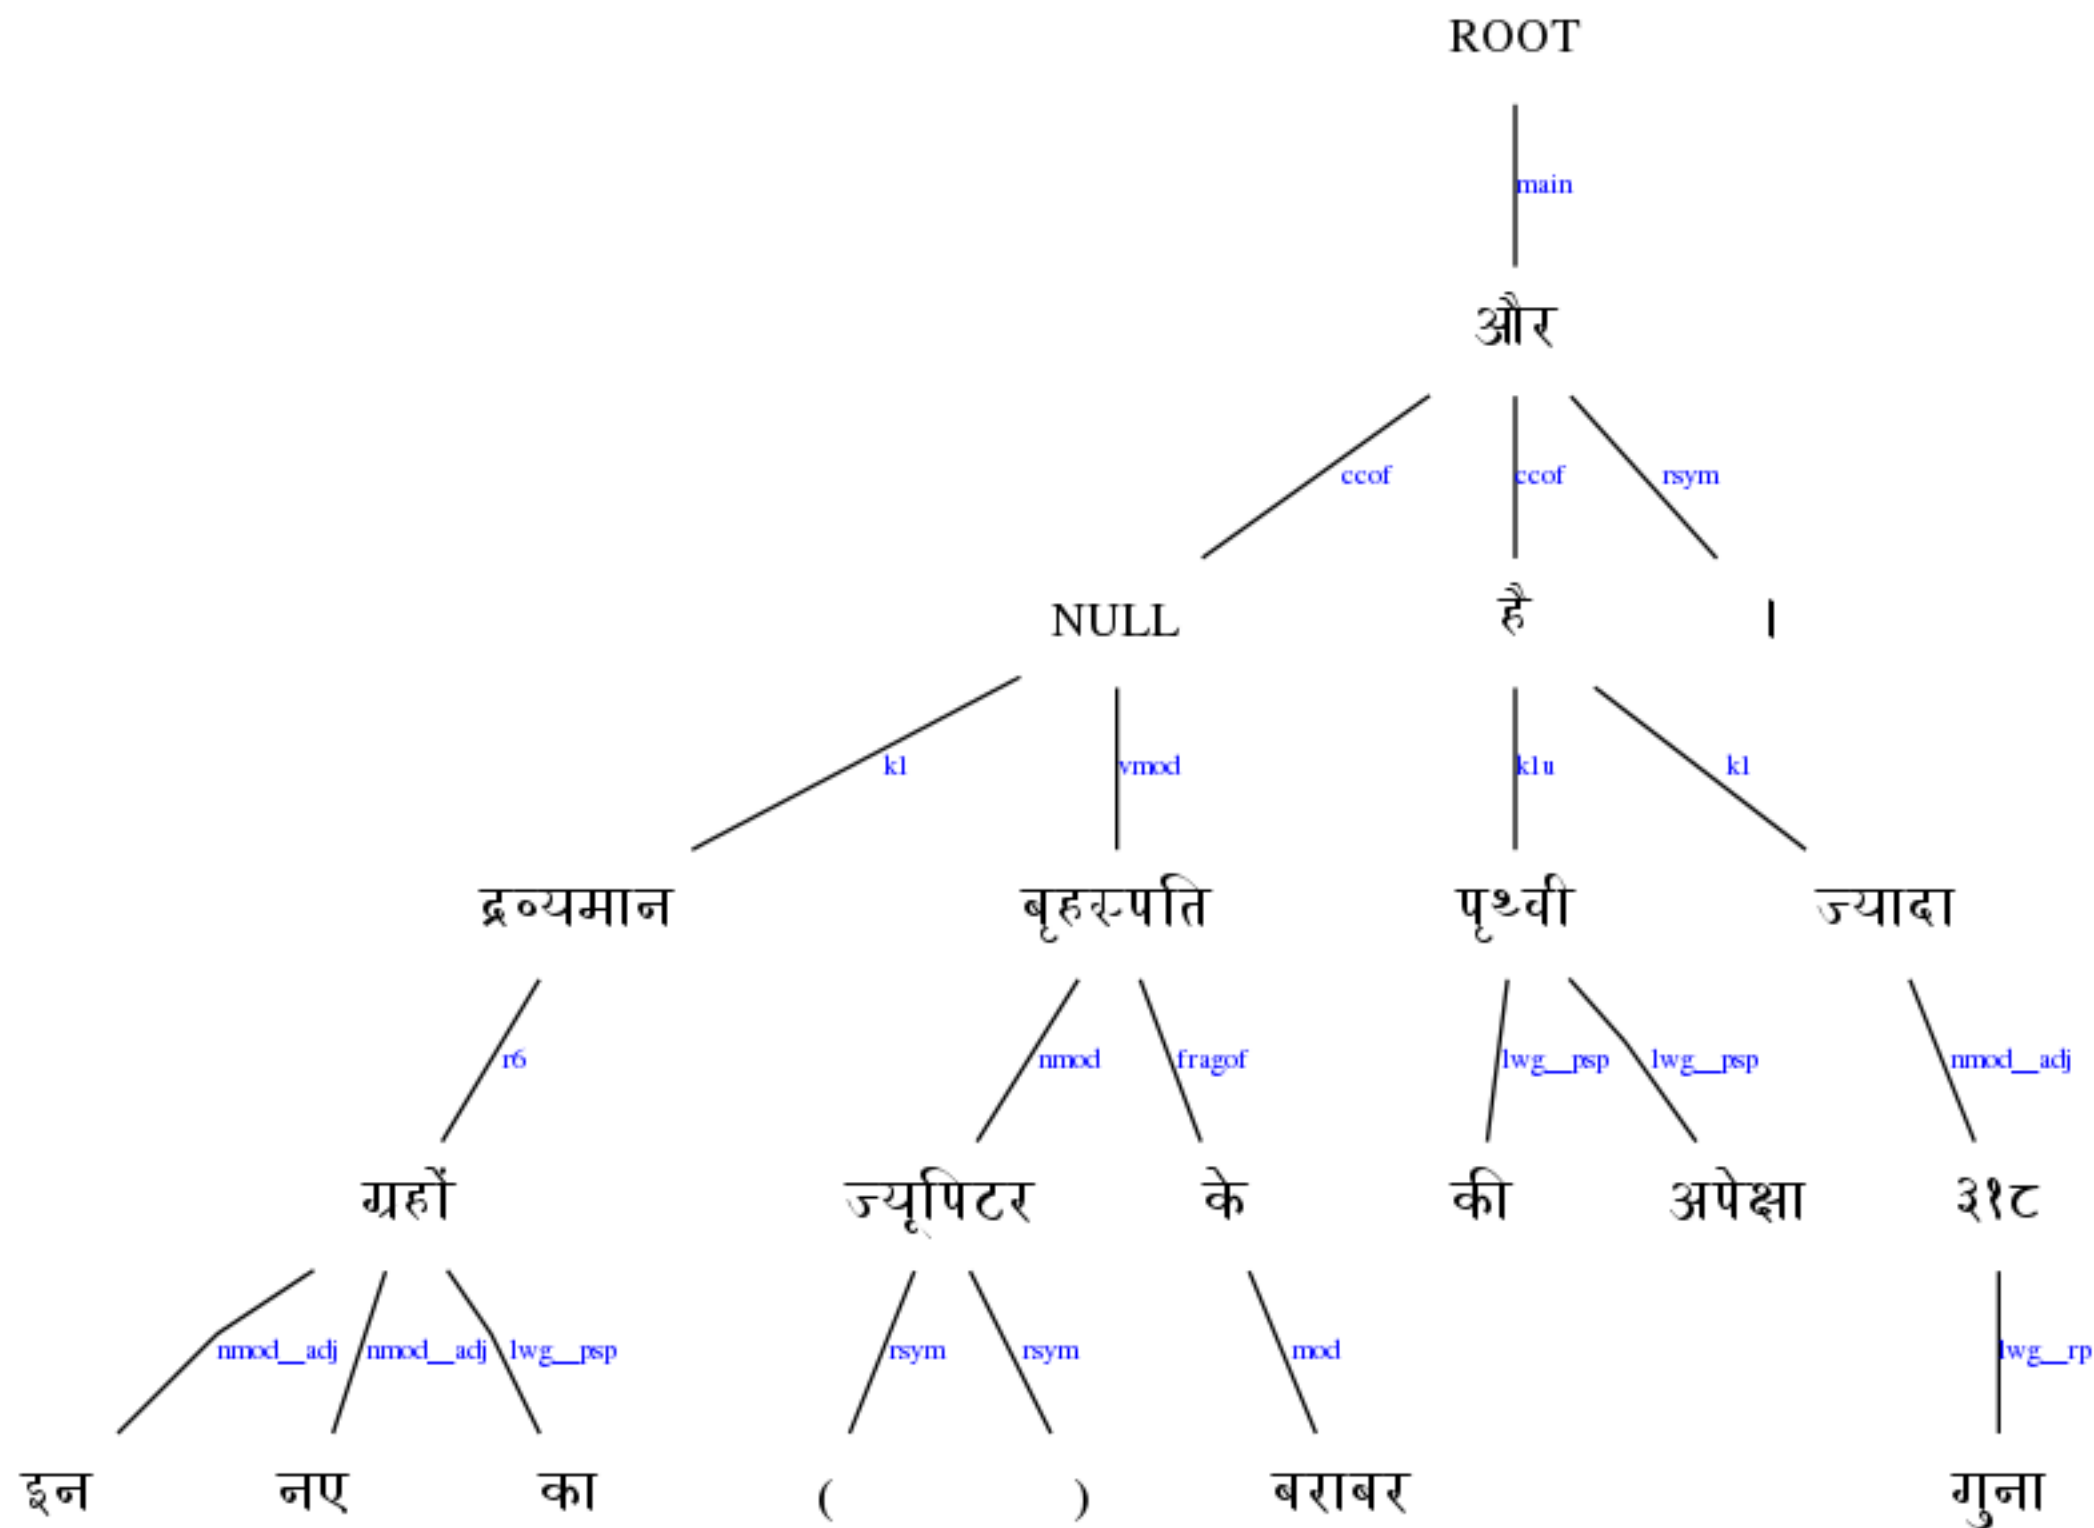 ROOT
main
और
ccof ccof rsym
NULL है ।
k1 vmod k1u k1
द्रव्यमान बृहस्पति पृथ्वी ज्यादा
r6 nmod fragof lwg__psp lwg__psp nmod__adj
ग्रहों ज्यूपिटर के की अपेक्षा ३१८
nmod__adj nmod__adj lwg__psp rsym rsym mod lwg__rp
इन नए का ( ) बराबर गुना